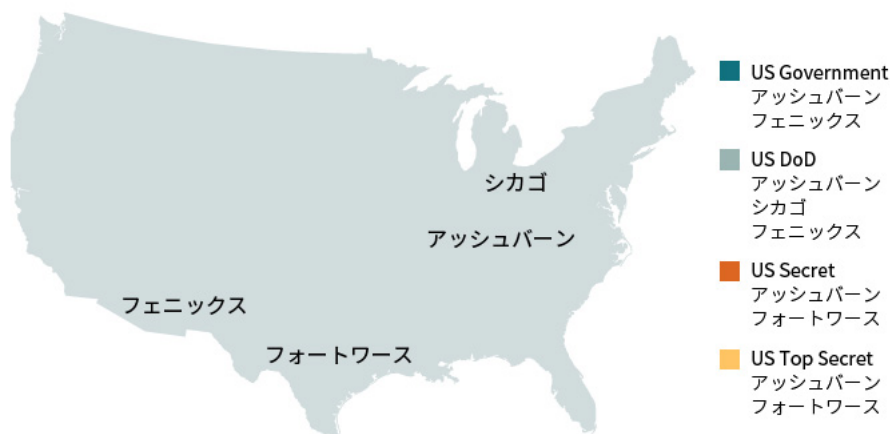 シカゴ
アッシュバーン
フェニックス
フォートワース
US Government
アッシュバーン
フェニックス
US DoD
アッシュバーン
シカゴ
フェニックス
US Secret
アッシュバーン
フォートワース
US Top Secret
アッシュバーン
フォートワース